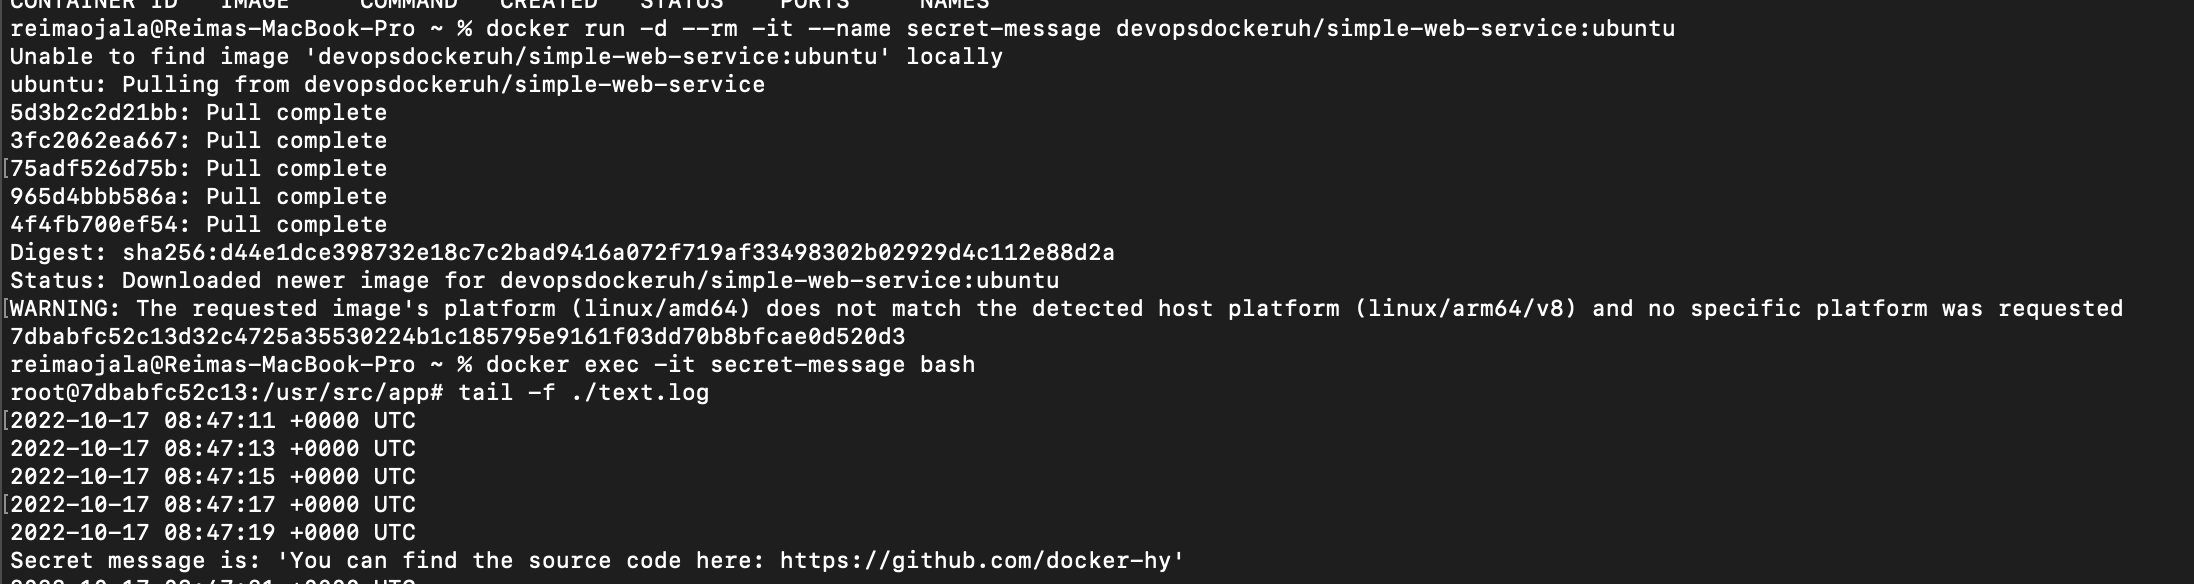 CONTAINER ID   IMAGE     COMMAND   CREATED   STATUS    PORTS     NAMES
reimaojala@Reimas-MacBook-Pro ~ % docker run -d --rm -it --name secret-message devopsdockeruh/simple-web-service:ubuntu
Unable to find image 'devopsdockeruh/simple-web-service:ubuntu' locally
ubuntu: Pulling from devopsdockeruh/simple-web-service
5d3b2c2d21bb: Pull complete
3fc2062ea667: Pull complete
75adf526d75b: Pull complete
965d4bbb586a: Pull complete
4f4fb700ef54: Pull complete
Digest: sha256:d44e1dce398732e18c7c2bad9416a072f719af33498302b02929d4c112e88d2a
Status: Downloaded newer image for devopsdockeruh/simple-web-service:ubuntu
WARNING: The requested image's platform (linux/amd64) does not match the detected host platform (linux/arm64/v8) and no specific platform was requested
7dbabfc52c13d32c4725a35530224b1c185795e9161f03dd70b8bfcae0d520d3
reimaojala@Reimas-MacBook-Pro ~ % docker exec -it secret-message bash
root@7dbabfc52c13:/usr/src/app# tail -f ./text.log
2022-10-17 08:47:11 +0000 UTC
2022-10-17 08:47:13 +0000 UTC
2022-10-17 08:47:15 +0000 UTC
2022-10-17 08:47:17 +0000 UTC
2022-10-17 08:47:19 +0000 UTC
Secret message is: 'You can find the source code here: https://github.com/docker-hy'
2022-10-17 08:47:21 +0000 UTC